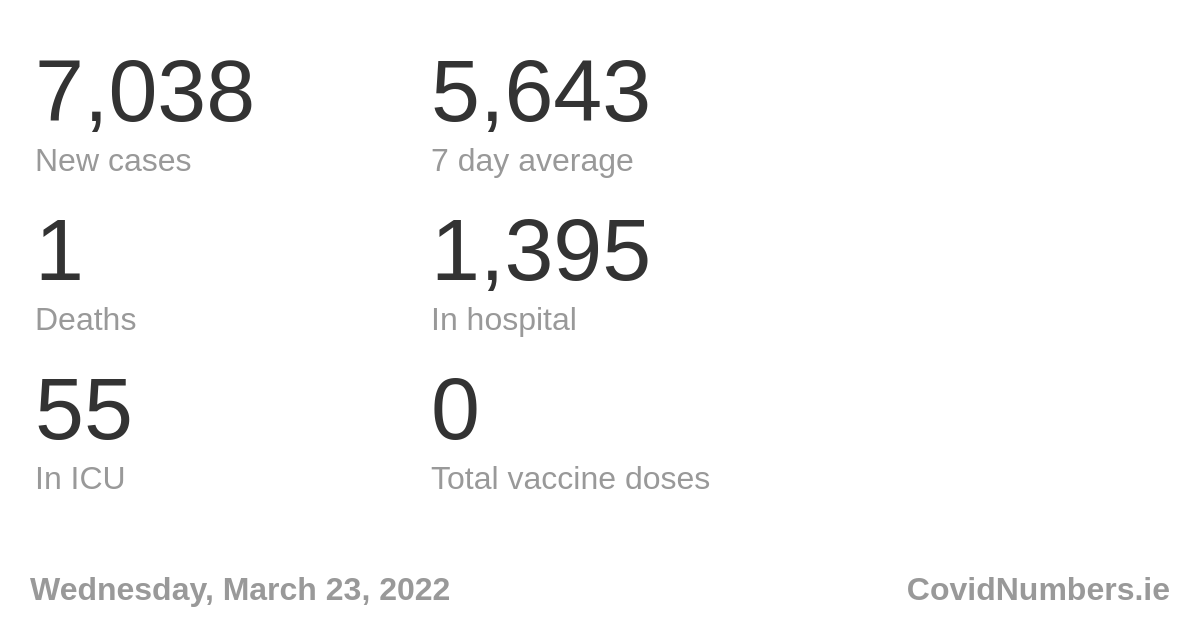 7,038
New cases
5,643
7 day average
1
Deaths
1,395
In hospital
55
In ICU
0
Total vaccine doses
Wednesday, March 23, 2022
CovidNumbers.ie